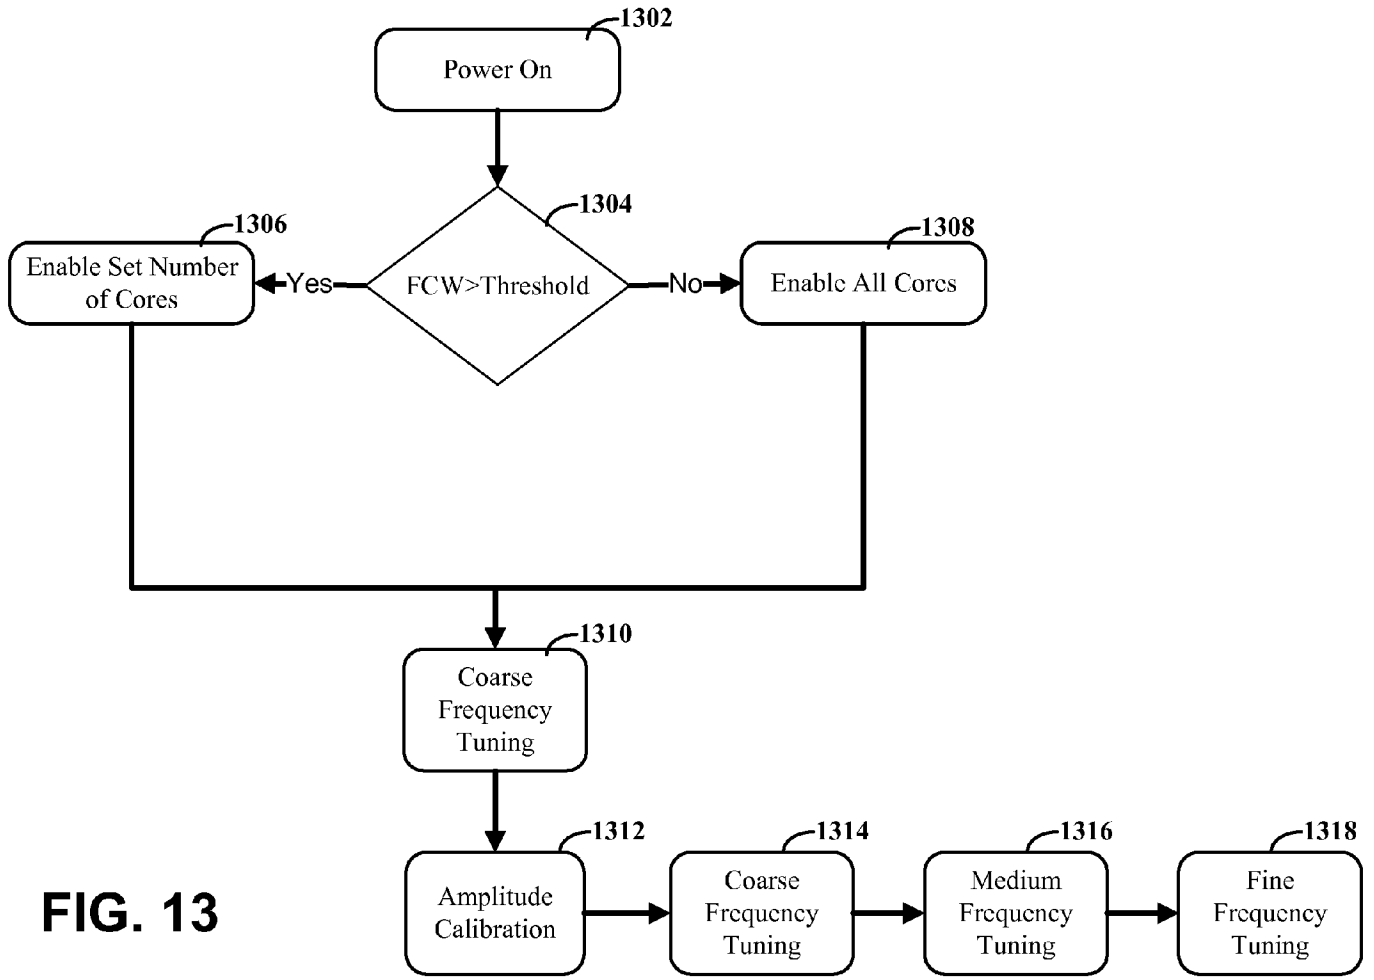 1302
Power On
1304
FCW>Threshold
Yes
No
1306
Enable Set Number
of Cores
1308
Enable All Cores
1310
Coarse
Frequency
Tuning
1312
Amplitude
Calibration
1314
Coarse
Frequency
Tuning
1316
Medium
Frequency
Tuning
1318
Fine
Frequency
Tuning
FIG. 13